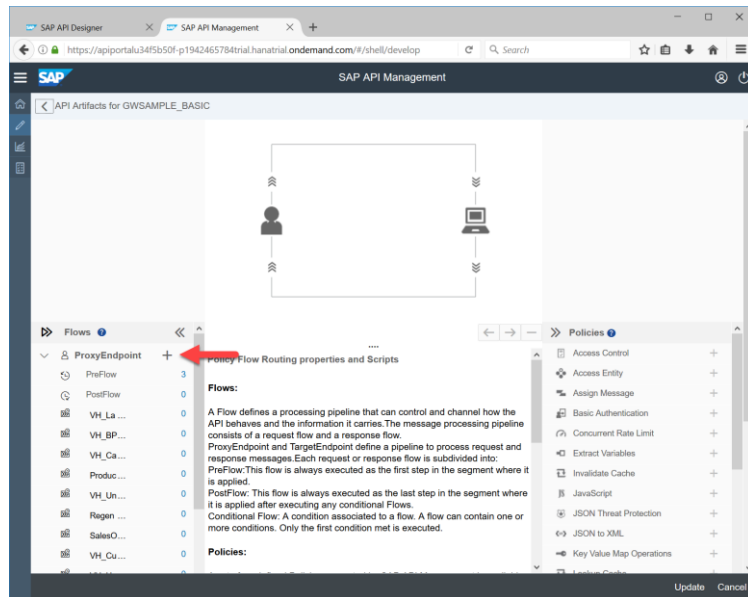 SAP API Designer
SAP API Management
https://apiportalu34f5b50f-p1942465784trial.hanatrial.ondemand.com/#/shell/develop
Search
SAP
SAP API Management
API Artifacts for GWSAMPLE_BASIC
Flows
ProxyEndpoint
PreFlow 3
PostFlow 0
VH_La ... 0
VH_BP... 0
VH_Ca... 0
Produc... 0
VH_Un... 0
Regen ... 0
SalesO... 0
VH_Cu... 0
Policy Flow Routing properties and Scripts
Flows:
A Flow defines a processing pipeline that can control and channel how the
API behaves and the information it carries.The message processing pipeline
consists of a request flow and a response flow.
ProxyEndpoint and TargetEndpoint define a pipeline to process request and
response messages.Each request or response flow is subdivided into:
PreFlow:This flow is always executed as the first step in the segment where it
is applied.
PostFlow: This flow is always executed as the last step in the segment where
it is applied after executing any conditional Flows.
Conditional Flow: A condition associated to a flow. A flow can contain one or
more conditions. Only the first condition met is executed.
Policies:
Policies
Access Control
Access Entity
Assign Message
Basic Authentication
Concurrent Rate Limit
Extract Variables
Invalidate Cache
JavaScript
JSON Threat Protection
JSON to XML
Key Value Map Operations
Lookup Cache
Update Cancel